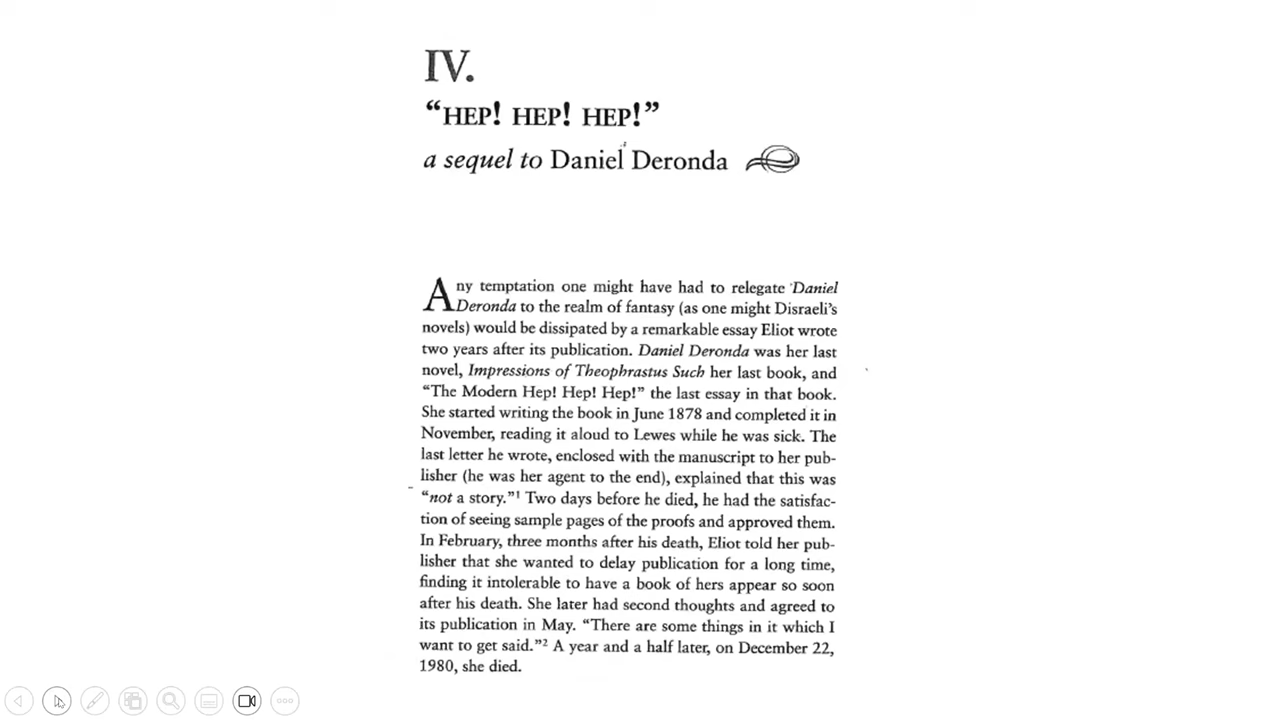 IV.
“HEP! HEP! HEP!”
a sequel to Daniel Deronda
Any temptation one might have had to relegate Daniel
Deronda to the realm of fantasy (as one might Disraeli’s
novels) would be dissipated by a remarkable essay Eliot wrote
two years after its publication. Daniel Deronda was her last
novel, Impressions of Theophrastus Such her last book, and
“The Modern Hep! Hep! Hep!” the last essay in that book.
She started writing the book in June 1878 and completed it in
November, reading it aloud to Lewes while he was sick. The
last letter he wrote, enclosed with the manuscript to her pub-
lisher (he was her agent to the end), explained that this was
“not a story.”1 Two days before he died, he had the satisfac-
tion of seeing sample pages of the proofs and approved them.
In February, three months after his death, Eliot told her pub-
lisher that she wanted to delay publication for a long time,
finding it intolerable to have a book of hers appear so soon
after his death. She later had second thoughts and agreed to
its publication in May. “There are some things in it which I
want to get said.”2 A year and a half later, on December 22,
1980, she died.